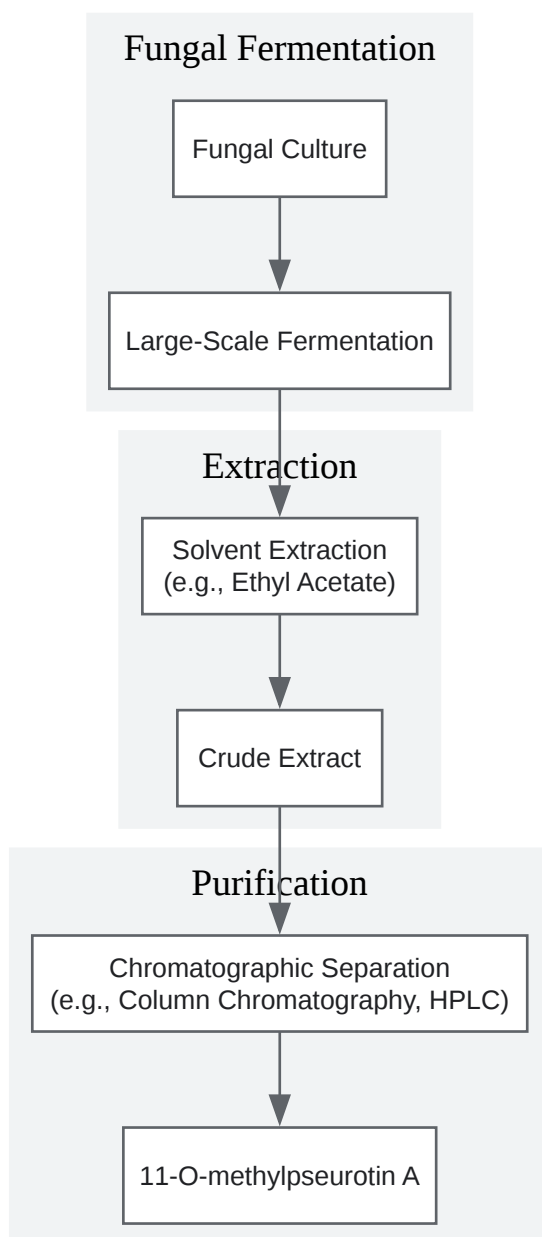 Fungal Fermentation
Fungal Culture
Large-Scale Fermentation
Extraction
Solvent Extraction
(e.g., Ethyl Acetate)
Crude Extract
Purification
Chromatographic Separation
(e.g., Column Chromatography, HPLC)
11-O-methylpseurotin A